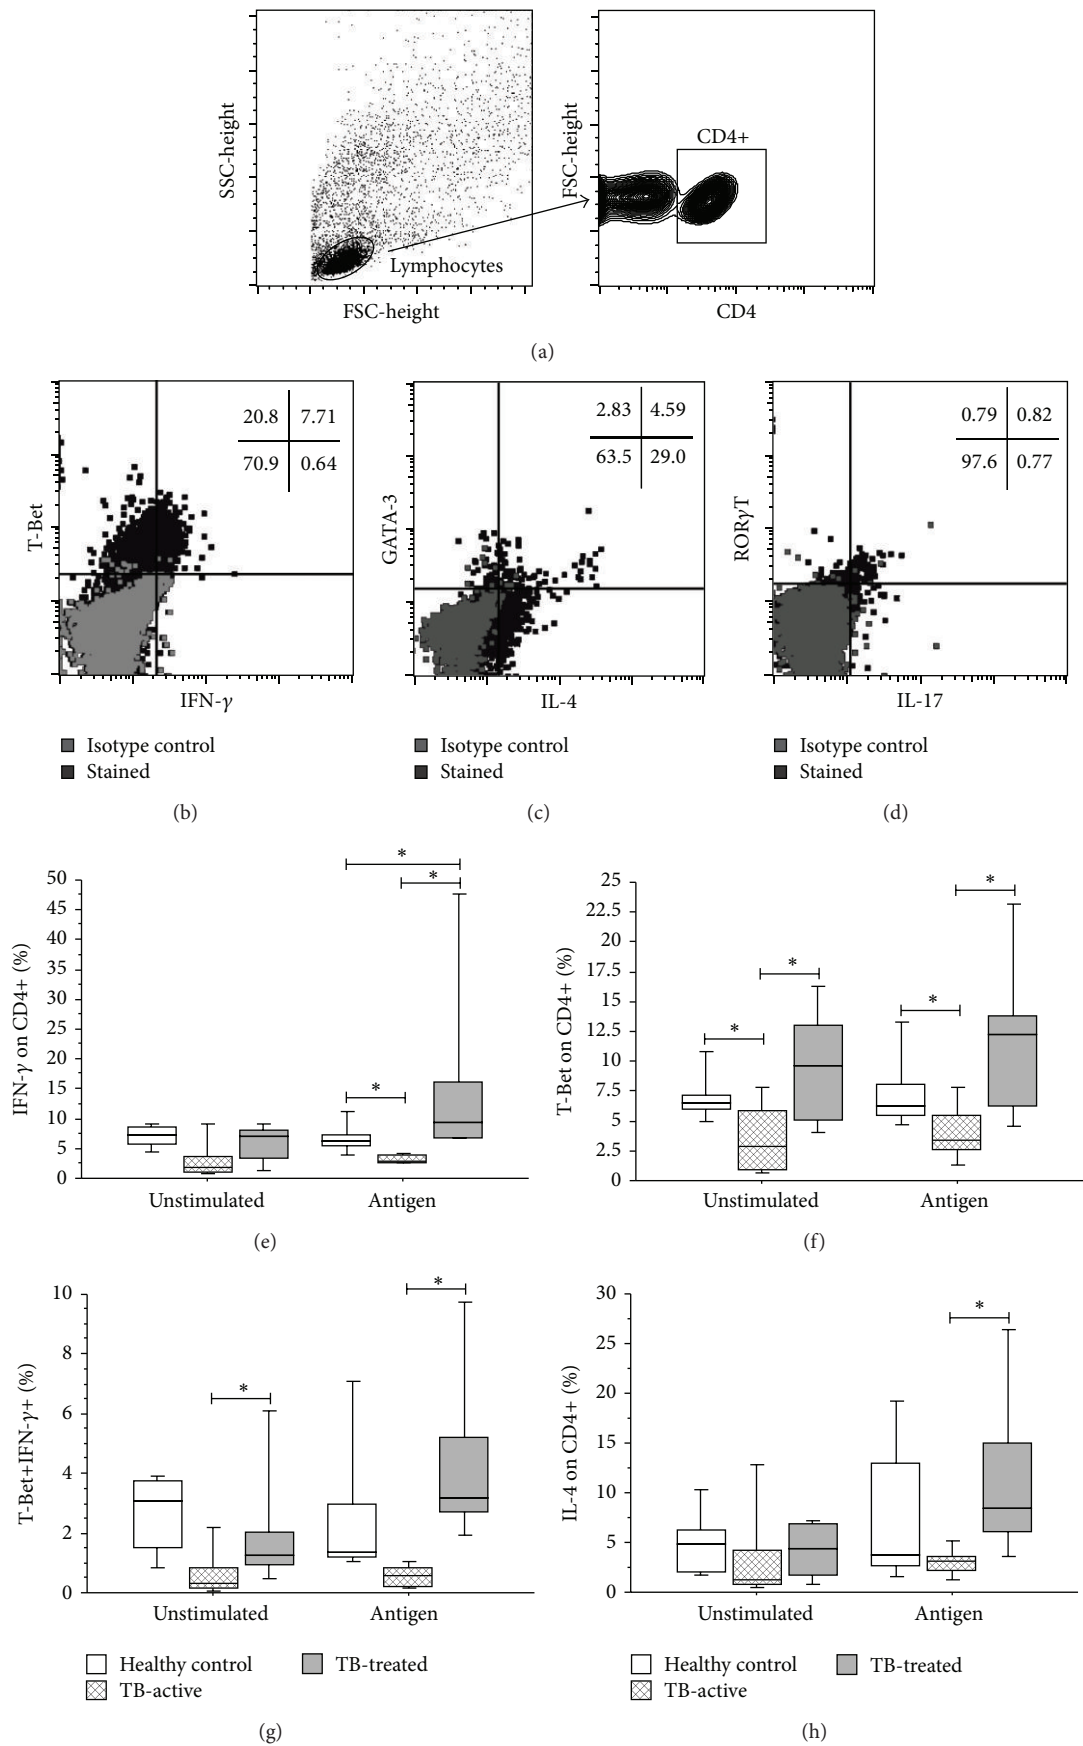 SSC-height
FSC-height
Lymphocytes
FSC-height
CD4+
CD4
(a)
T-Bet
20.8 7.71
70.9 0.64
IFN-γ
Isotype control
Stained
(b)
GATA-3
2.83 4.59
63.5 29.0
IL-4
Isotype control
Stained
(c)
RORγT
0.79 0.82
97.6 0.77
IL-17
Isotype control
Stained
(d)
IFN-γ on CD4+ (%)
50
45
40
35
30
25
20
15
10
5
0
* * *
Unstimulated Antigen
(e)
T-Bet on CD4+ (%)
25
22.5
20
17.5
15
12.5
10
7.5
5
2.5
0
* * * *
Unstimulated Antigen
(f)
T-Bet+IFN-γ+ (%)
10
8
6
4
2
0
* *
Unstimulated Antigen
Healthy control TB-treated
TB-active
(g)
IL-4 on CD4+ (%)
30
25
20
15
10
5
0
*
Unstimulated Antigen
Healthy control TB-treated
TB-active
(h)